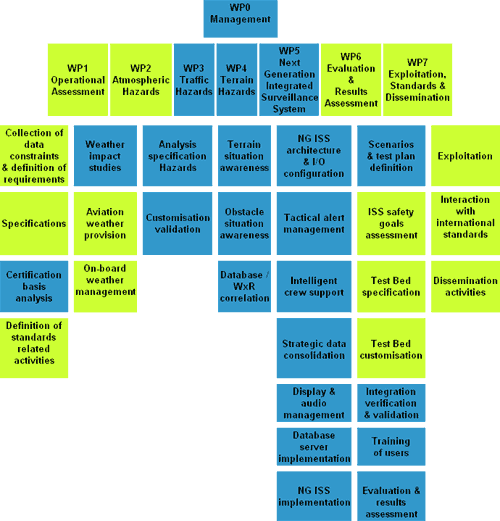 WP0
Management
WP1
Operational
Assessment
WP2
Atmospheric
Hazards
WP3
Traffic
Hazards
WP4
Terrain
Hazards
WP5
Next
Generation
Integrated
Surveillance
System
WP6
Evaluation
&
Results
Assessment
WP7
Exploitation,
Standards &
Dissemination
Collection of
data
constraints
& definition of
requirements
Weather
impact
studies
Analysis
specification
Hazards
Terrain
situation
awareness
NG ISS
architecture
& I/O
configuration
Scenarios
& test plan
definition
Exploitation
Specifications
Aviation
weather
provision
Customisation
validation
Obstacle
situation
awareness
Tactical alert
management
ISS safety
goals
assessment
Interaction
with
international
standards
Certification
basis
analysis
On-board
weather
management
Database /
WxR
correlation
Intelligent
crew support
Test Bed
specification
Dissemination
activities
Definition of
standards
related
activities
Strategic data
consolidation
Test Bed
customisation
Display &
audio
management
Integration
verification
& validation
Database
server
implementation
Training
of users
NG ISS
implementation
Evaluation &
results
assessment